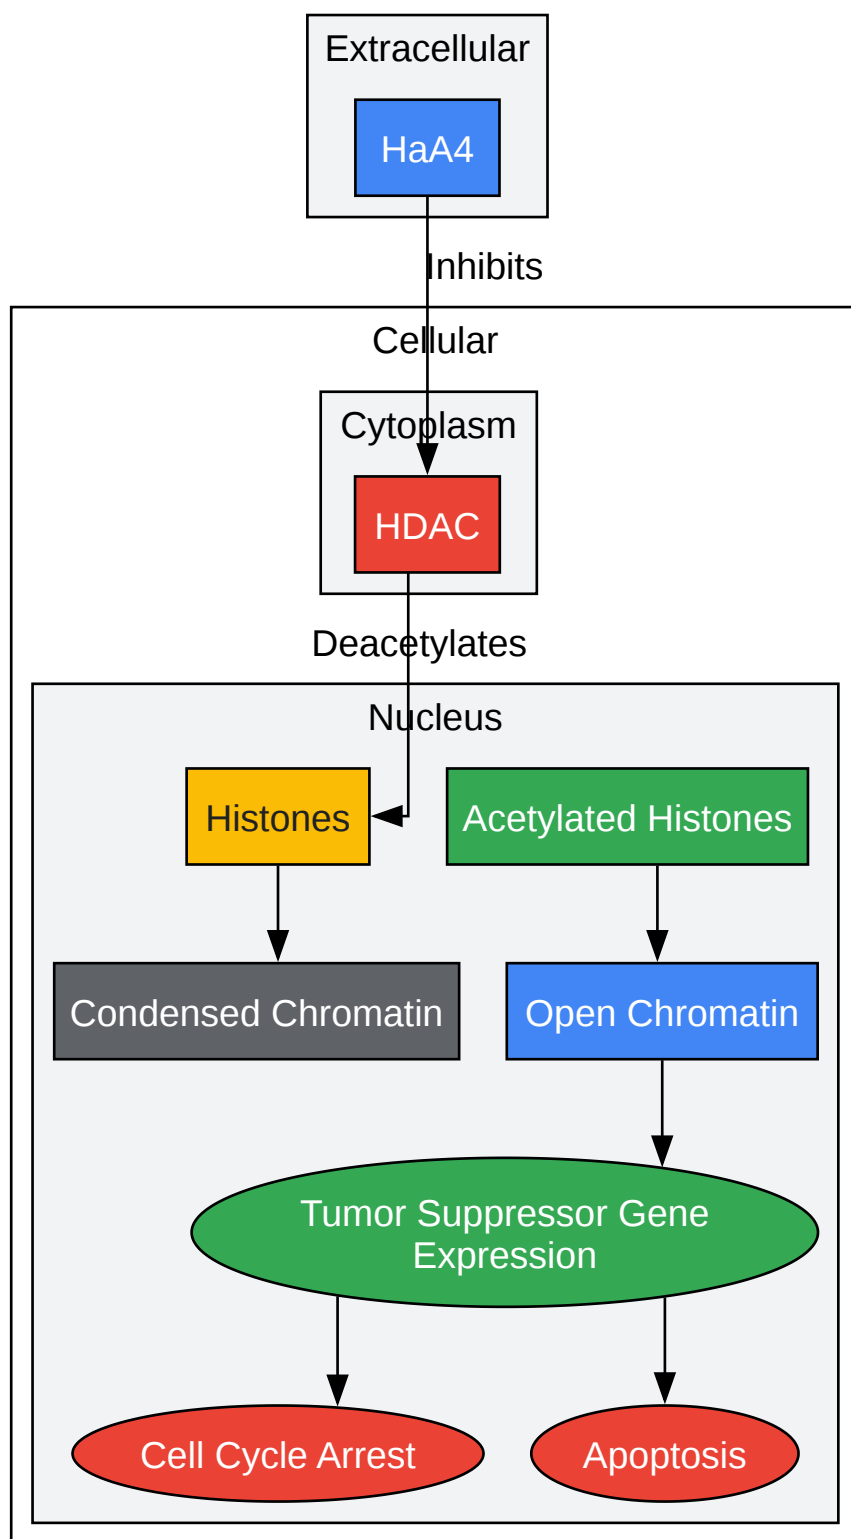 Extracellular
HaA4
Inhibits
Cellular
Cytoplasm
HDAC
Deacetylates
Nucleus
Histones
Acetylated Histones
Condensed Chromatin
Open Chromatin
Tumor Suppressor Gene
Expression
Cell Cycle Arrest
Apoptosis